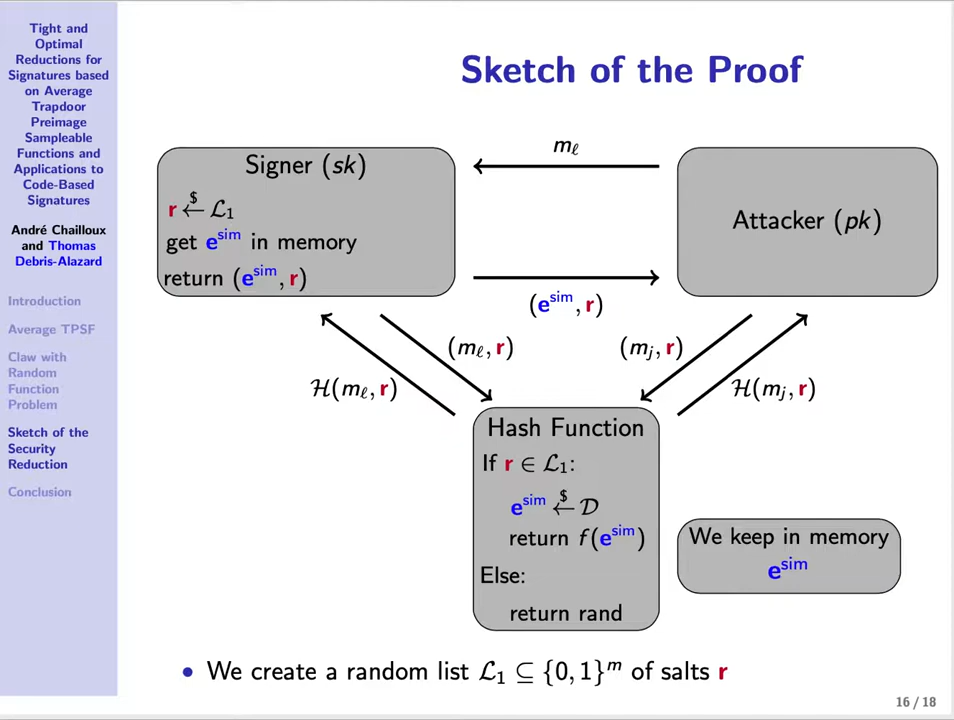 Tight and
Optimal
Reductions for
Signatures based
on Average
Trapdoor
Preimage
Sampleable
Functions and
Applications to
Code-Based
Signatures
André Chailloux
and Thomas
Debris-Alazard
Introduction
Average TPSF
Claw with
Random
Function
Problem
Sketch of the
Security
Reduction
Conclusion
Sketch of the Proof
Signer (sk)
r $← L₁
get e^sim in memory
return (e^sim, r)
m_ℓ
(e^sim, r)
Attacker (pk)
(m_ℓ, r)
H(m_ℓ, r)
(m_j, r)
H(m_j, r)
Hash Function
If r ∈ L₁:
e^sim $← D
return f(e^sim)
Else:
return rand
We keep in memory
e^sim
• We create a random list L₁ ⊆ {0, 1}^m of salts r
16 / 18